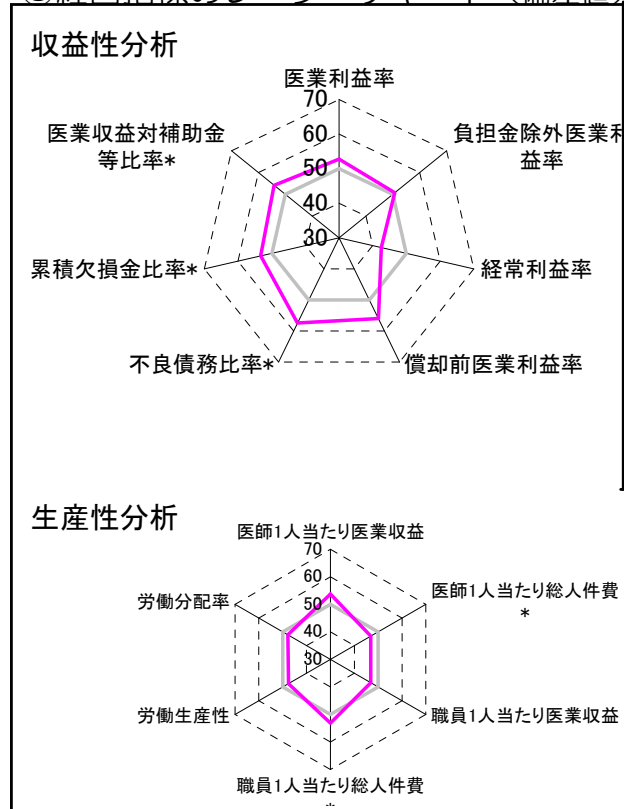 収益性分析
医業利益率
70
60
50
40
30
負担金除外医業利
益率
経常利益率
償却前医業利益率
不良債務比率*
累積欠損金比率*
医業収益対補助金
等比率*
生産性分析
医師1人当たり医業収益
70
60
50
40
30
医師1人当たり総人件費
*
職員1人当たり医業収益
職員1人当たり総人件費
*
労働生産性
労働分配率